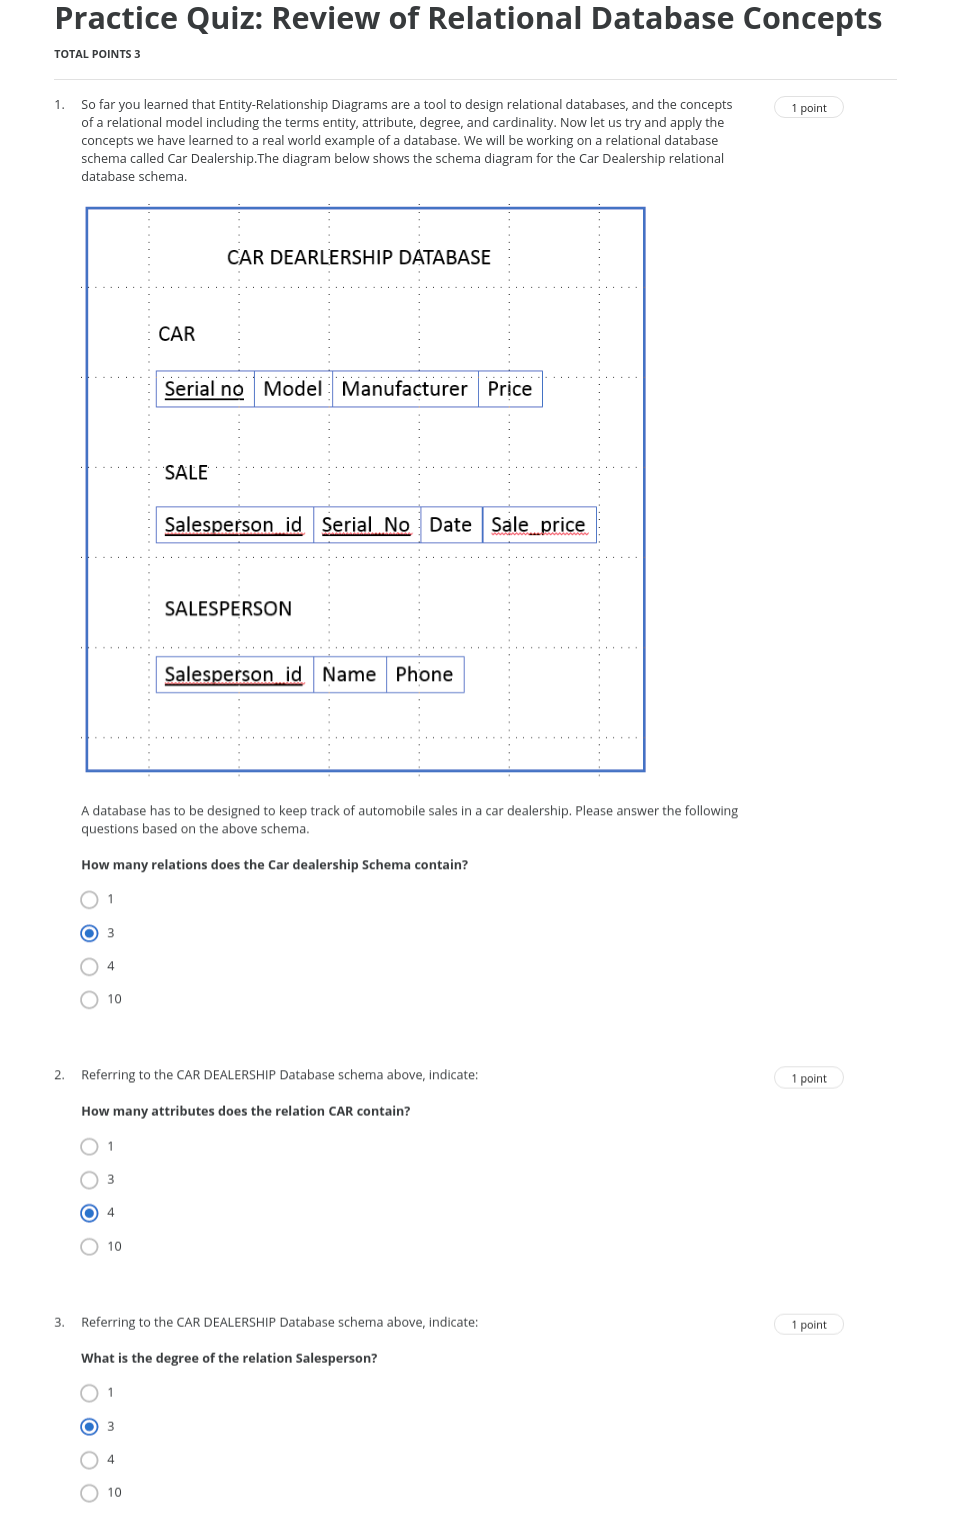 Practice Quiz: Review of Relational Database Concepts
TOTAL POINTS 3
1. So far you learned that Entity-Relationship Diagrams are a tool to design relational databases, and the concepts
1 point
of a relational model including the terms entity, attribute, degree, and cardinality. Now let us try and apply the
concepts we have learned to a real world example of a database. We will be working on a relational database
schema called Car Dealership.The diagram below shows the schema diagram for the Car Dealership relational
database schema.
CAR DEARLERSHIP DATABASE
CAR
Serial no Model Manufacturer Price
SALE
Salesperson_id Serial_No Date Sale_price
SALESPERSON
Salesperson_id Name Phone
A database has to be designed to keep track of automobile sales in a car dealership. Please answer the following
questions based on the above schema.
How many relations does the Car dealership Schema contain?
1
3
4
10
2. Referring to the CAR DEALERSHIP Database schema above, indicate:
1 point
How many attributes does the relation CAR contain?
1
3
4
10
3. Referring to the CAR DEALERSHIP Database schema above, indicate:
1 point
What is the degree of the relation Salesperson?
1
3
4
10